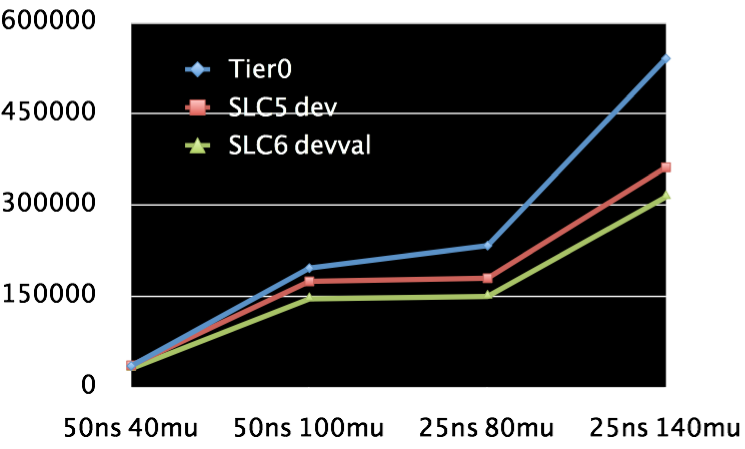 600000
Tier0
SLC5 dev
450000
SLC6 devval
300000
150000
0
50ns 40mu 50ns 100mu 25ns 80mu 25ns 140mu